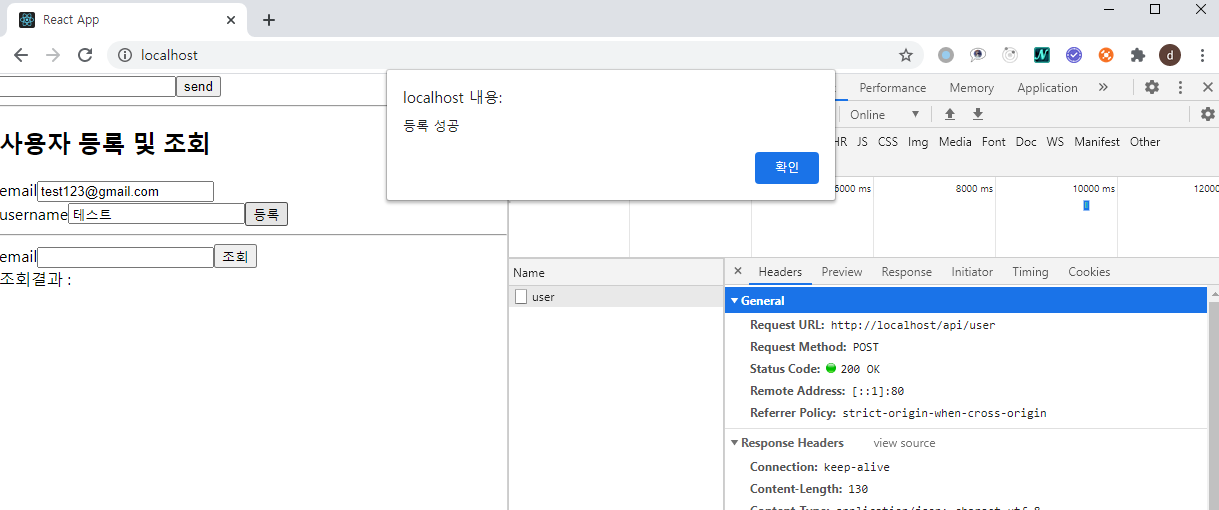 React App
localhost
send
localhost 내용:
등록 성공
확인
사용자 등록 및 조회
email test123@gmail.com
username 테스트 등록
email 조회
조회결과 :
Performance Memory Application
Online
JS CSS Img Media Font Doc WS Manifest Other
8000 ms 10000 ms
Name
user
Headers Preview Response Initiator Timing Cookies
General
Request URL: http://localhost/api/user
Request Method: POST
Status Code: 200 OK
Remote Address: [::1]:80
Referrer Policy: strict-origin-when-cross-origin
Response Headers view source
Connection: keep-alive
Content-Length: 130